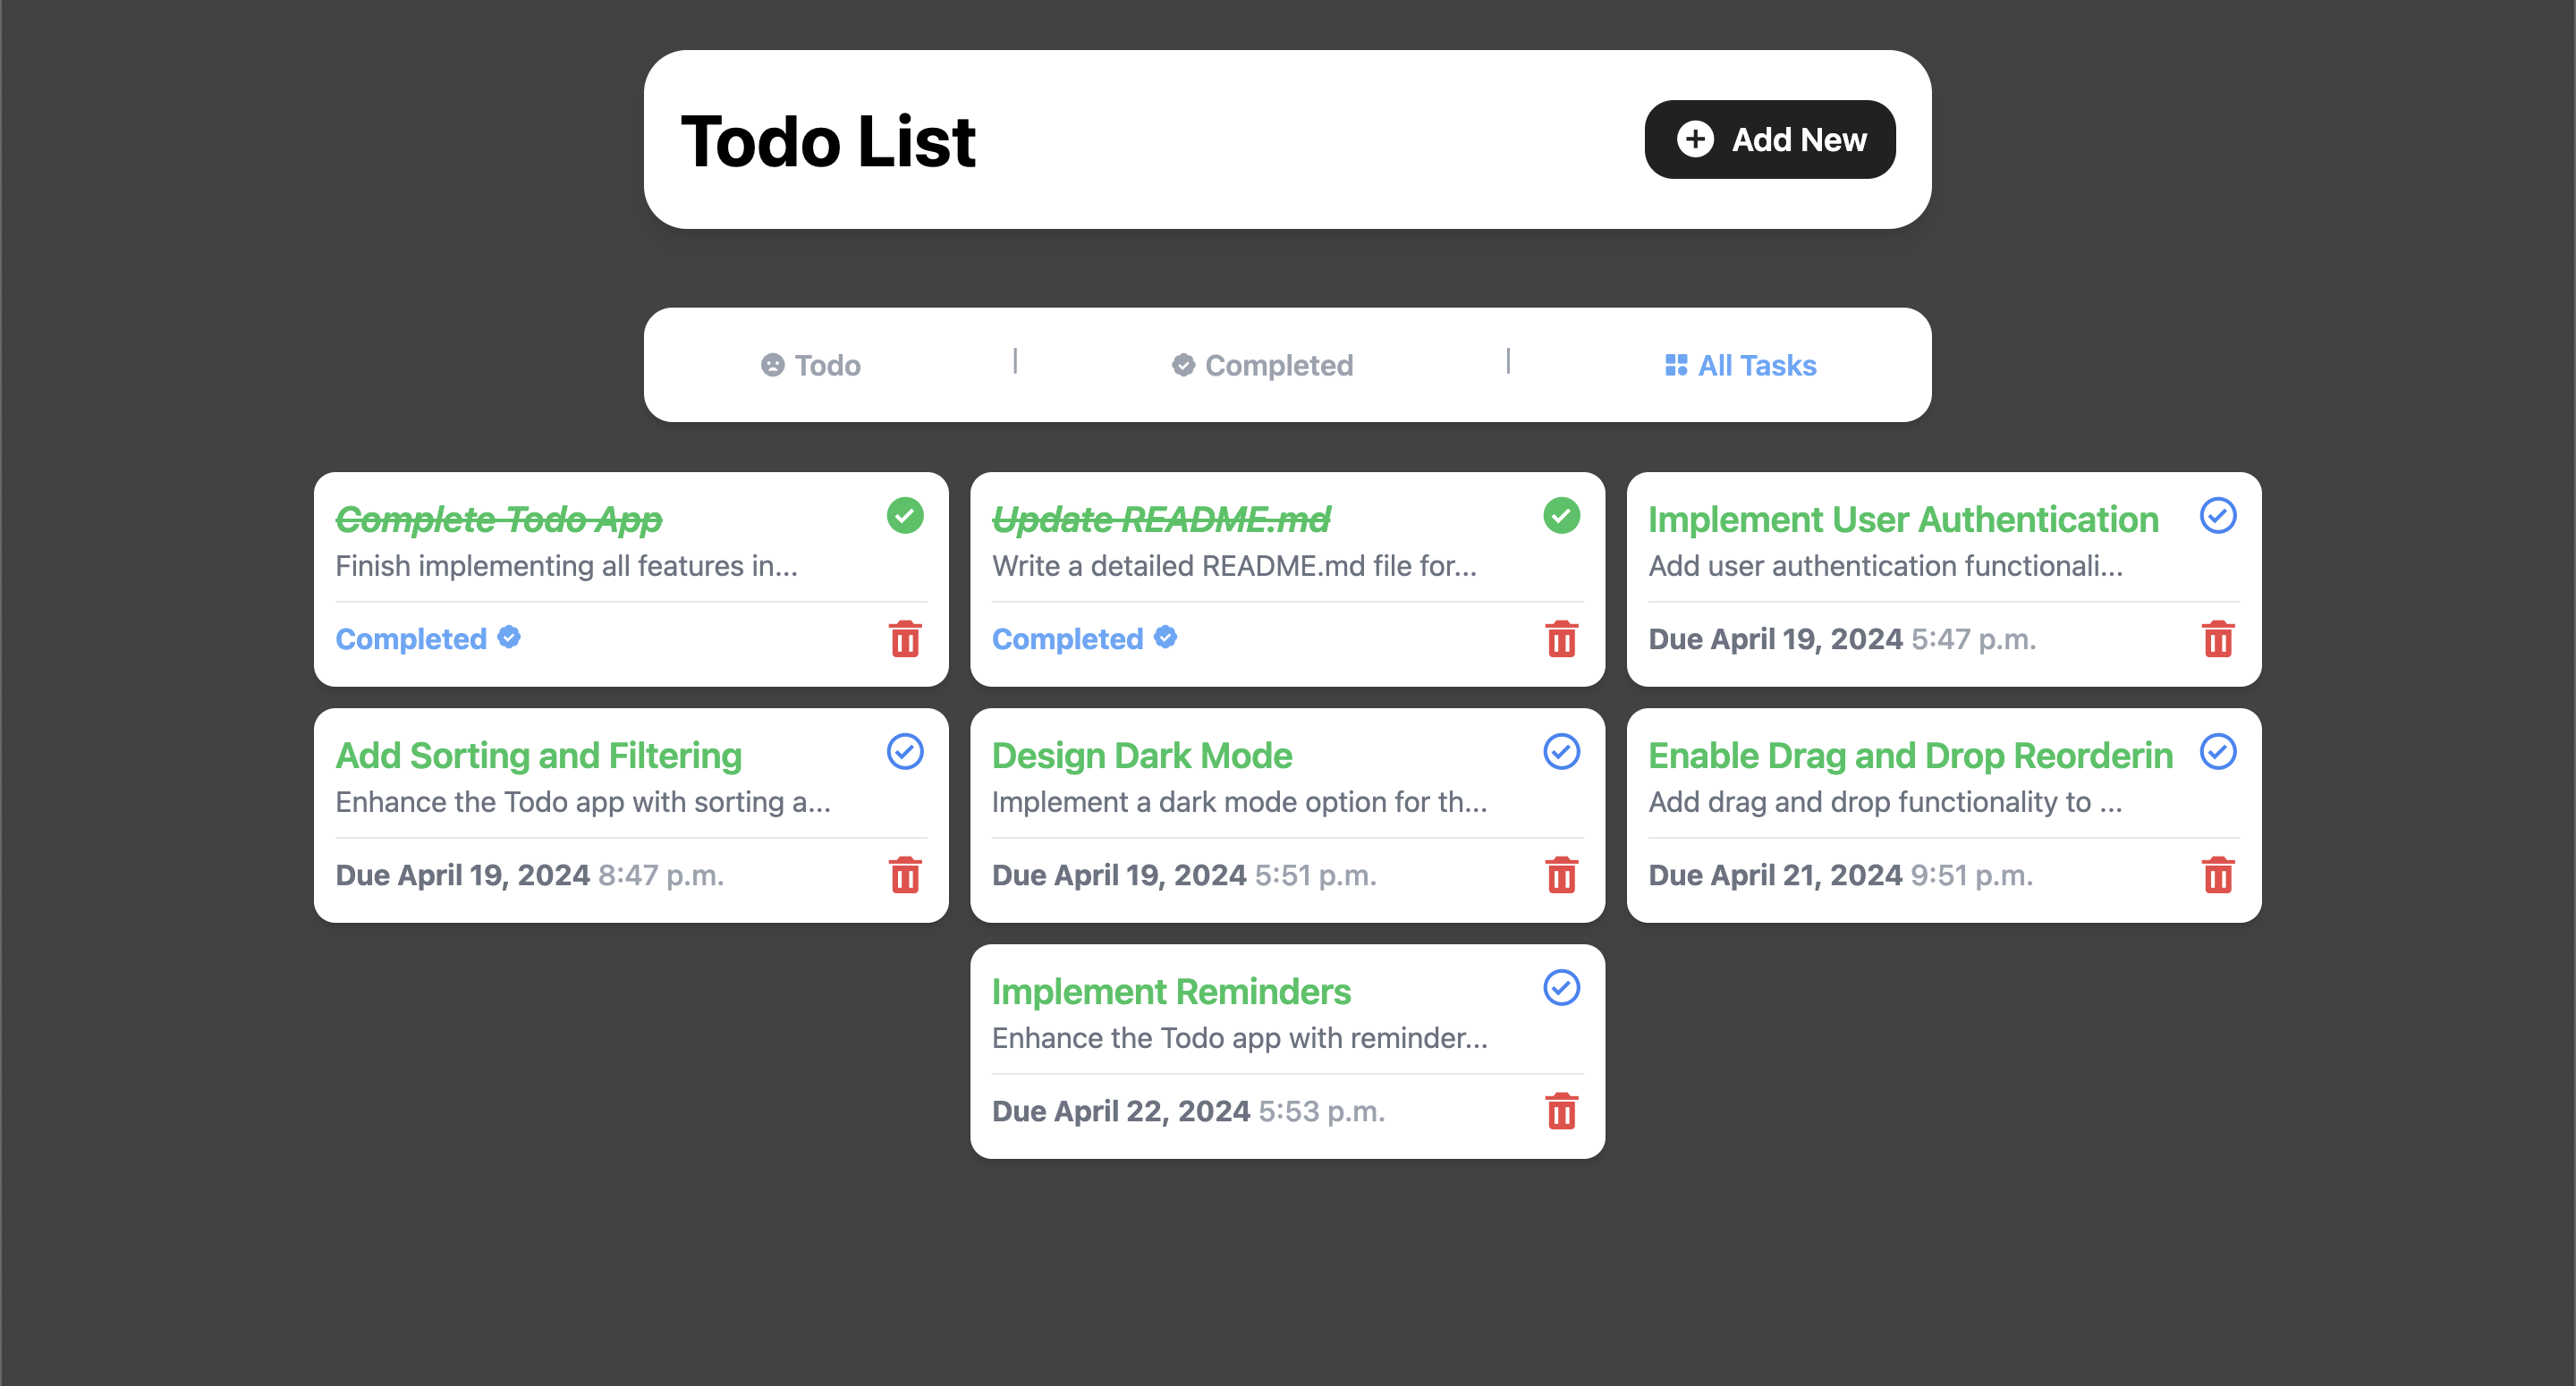 Todo List
Add New
Todo | Completed | All Tasks
Complete Todo App
Finish implementing all features in...
Completed
Update README.md
Write a detailed README.md file for...
Completed
Implement User Authentication
Add user authentication functionali...
Due April 19, 2024 5:47 p.m.
Add Sorting and Filtering
Enhance the Todo app with sorting a...
Due April 19, 2024 8:47 p.m.
Design Dark Mode
Implement a dark mode option for th...
Due April 19, 2024 5:51 p.m.
Enable Drag and Drop Reorderin
Add drag and drop functionality to ...
Due April 21, 2024 9:51 p.m.
Implement Reminders
Enhance the Todo app with reminder...
Due April 22, 2024 5:53 p.m.